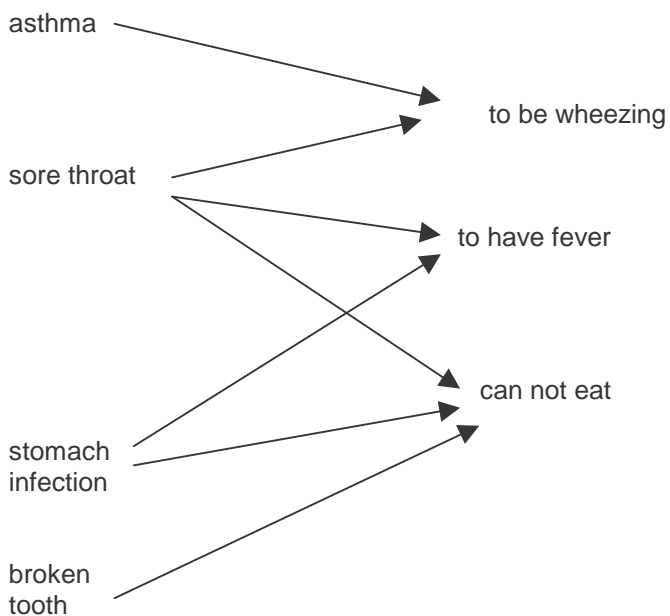 asthma
to be wheezing
sore throat
to have fever
can not eat
stomach
infection
broken
tooth